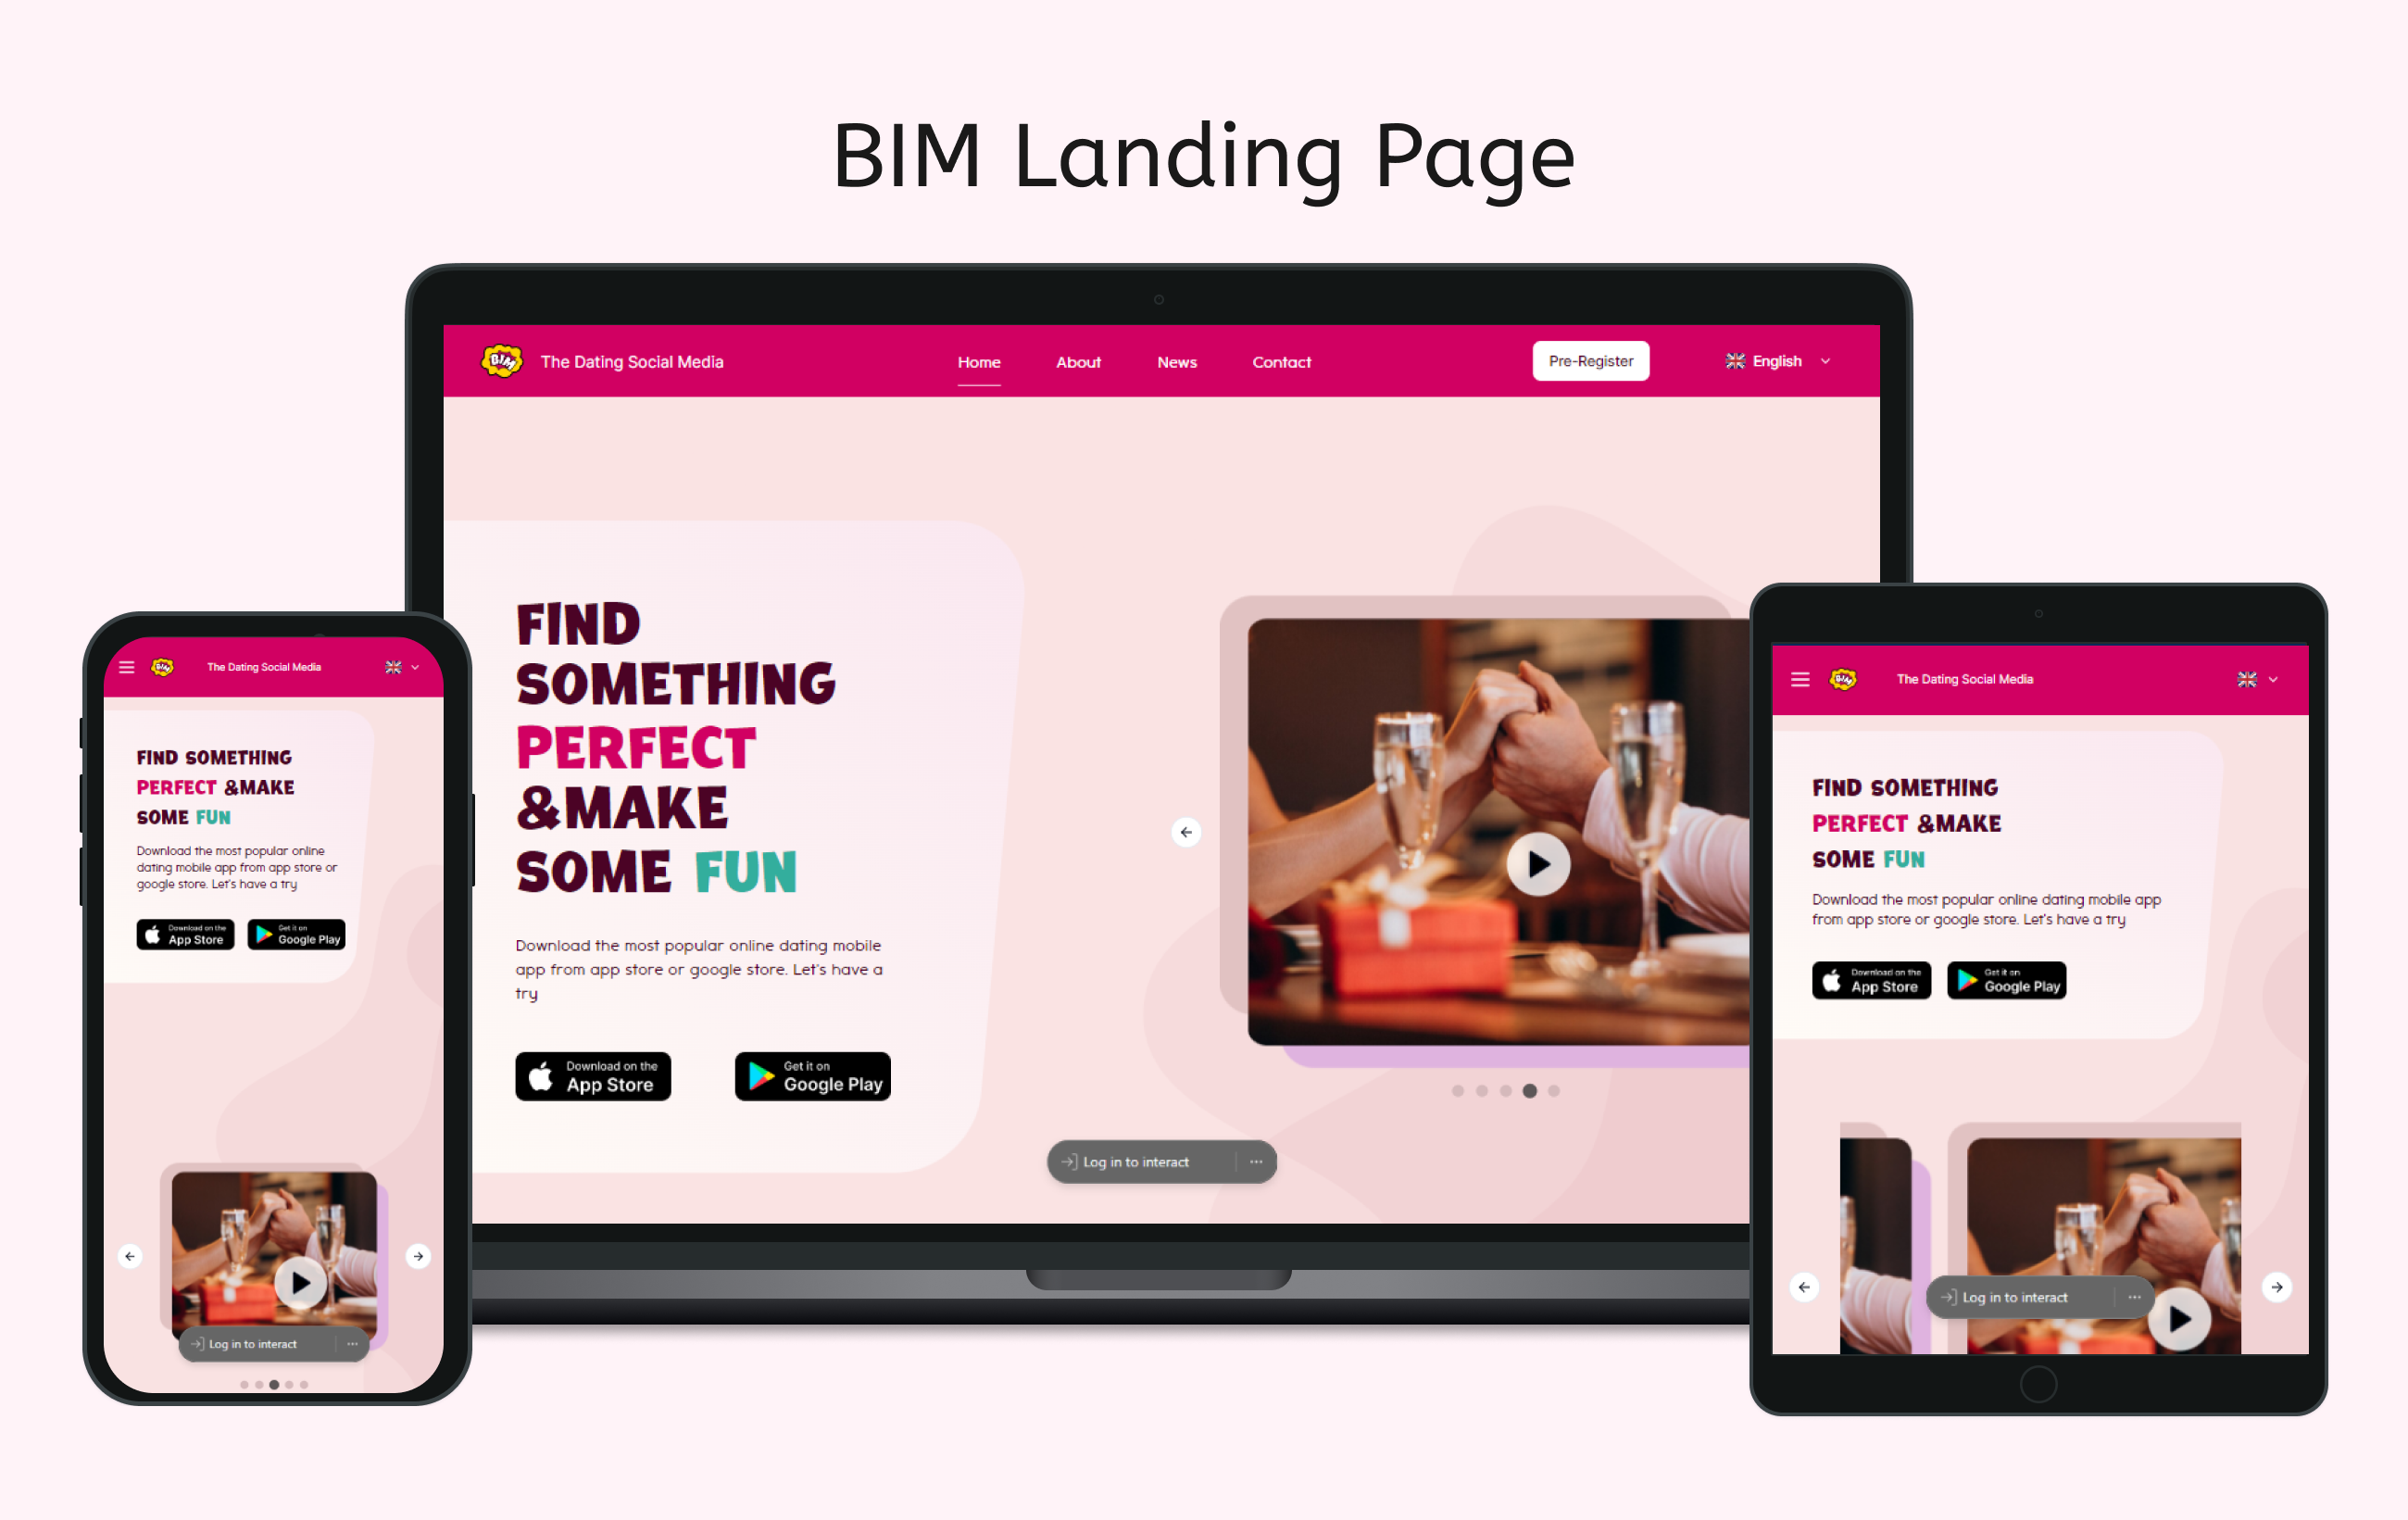 BIM Landing Page
BIM
The Dating Social Media
Home
About
News
Contact
Pre-Register
English
FIND
SOMETHING
PERFECT
&MAKE
SOME FUN
Download the most popular online dating mobile
app from app store or google store. Let's have a
try
Download on the
App Store
Get it on
Google Play
Log in to interact
BIM
The Dating Social Media
FIND SOMETHING
PERFECT &MAKE
SOME FUN
Download the most popular online
dating mobile app from app store or
google store. Let's have a try
Download on the
App Store
Get it on
Google Play
Log in to interact
BIM
The Dating Social Media
FIND SOMETHING
PERFECT &MAKE
SOME FUN
Download the most popular online dating mobile app
from app store or google store. Let's have a try
Download on the
App Store
Get it on
Google Play
Log in to interact